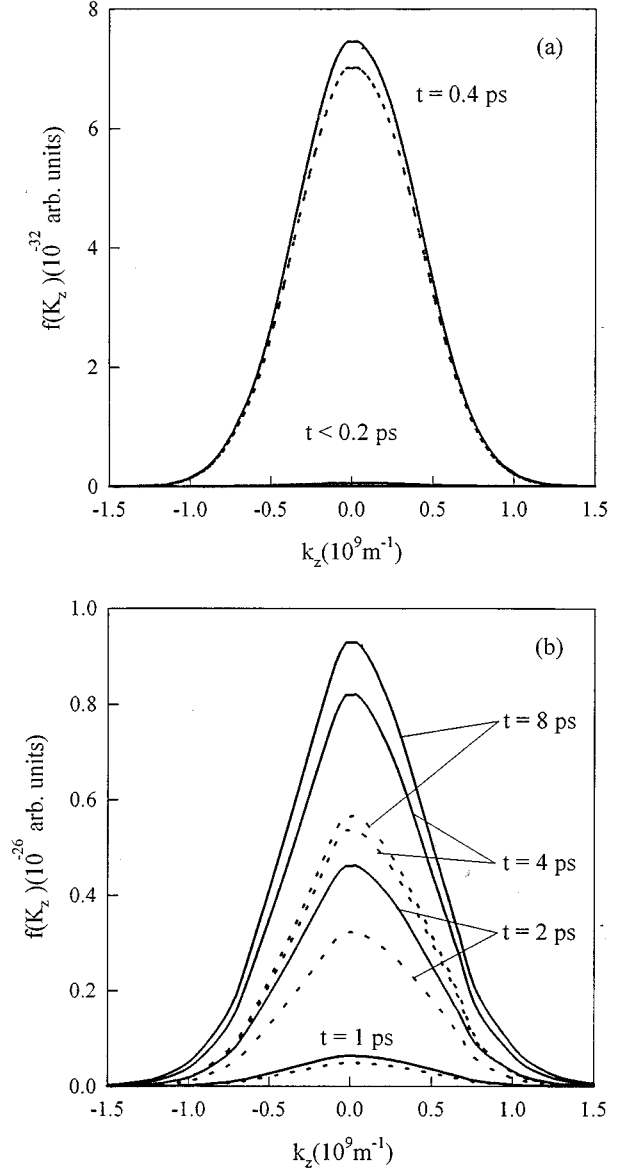 (a)
8
6
4
2
0
f(K_z)(10^-32 arb. units)
t = 0.4 ps
t < 0.2 ps
-1.5 -1.0 -0.5 0.0 0.5 1.0 1.5
k_z(10^9m^-1)
(b)
1.0
0.8
0.6
0.4
0.2
0.0
f(K_z)(10^-26 arb. units)
t = 8 ps
t = 4 ps
t = 2 ps
t = 1 ps
-1.5 -1.0 -0.5 0.0 0.5 1.0 1.5
k_z(10^9m^-1)